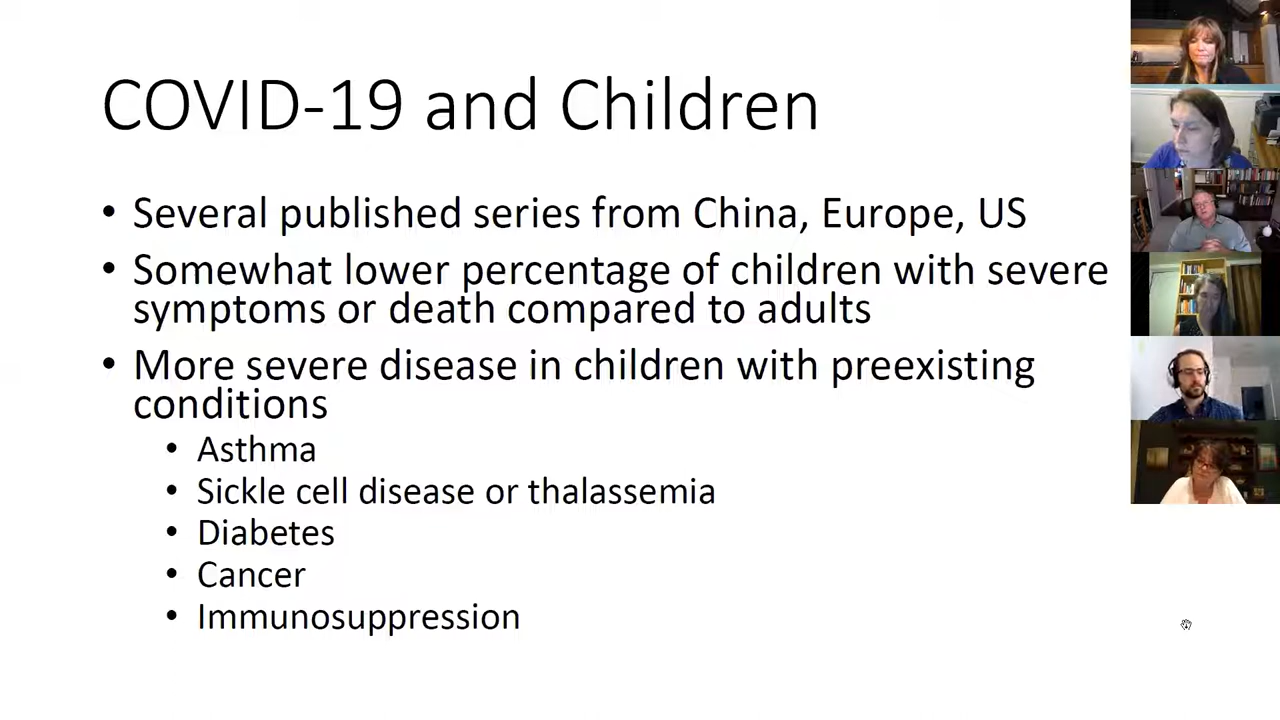 COVID-19 and Children
• Several published series from China, Europe, US
• Somewhat lower percentage of children with severe
symptoms or death compared to adults
• More severe disease in children with preexisting
conditions
• Asthma
• Sickle cell disease or thalassemia
• Diabetes
• Cancer
• Immunosuppression